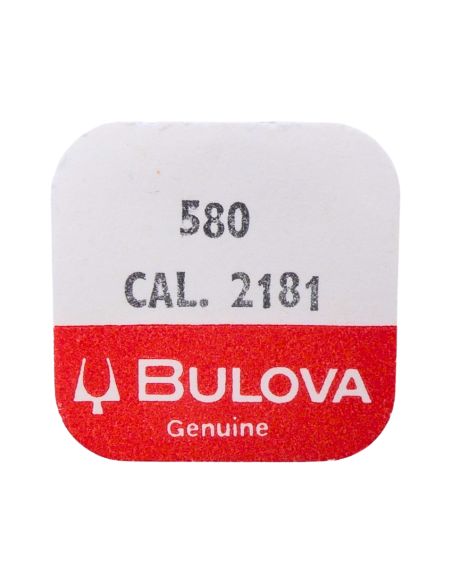 580
CAL. 2181
BULOVA
Genuine